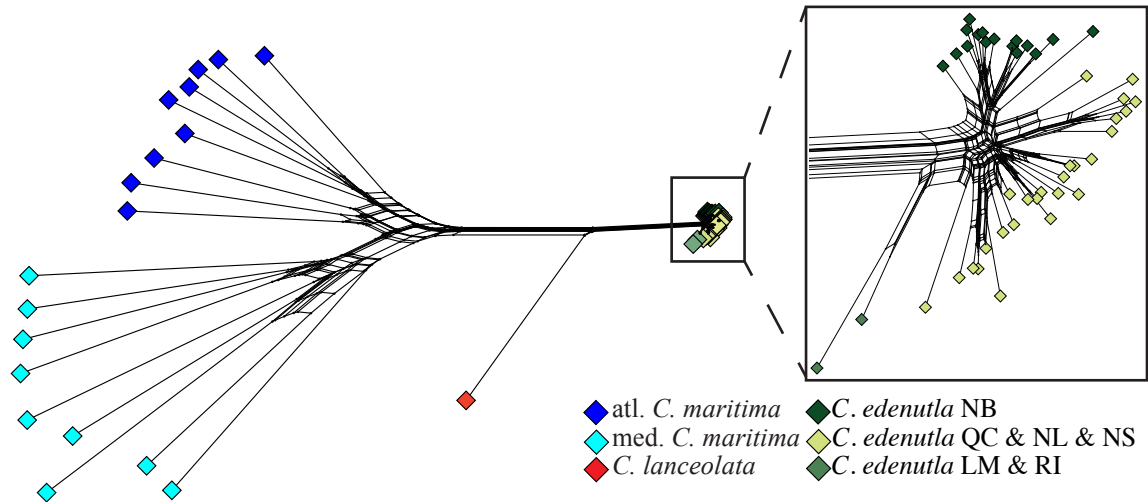 atl. C. maritima
med. C. maritima
C. lanceolata
C. edenutla NB
C. edenutla QC & NL & NS
C. edenutla LM & RI